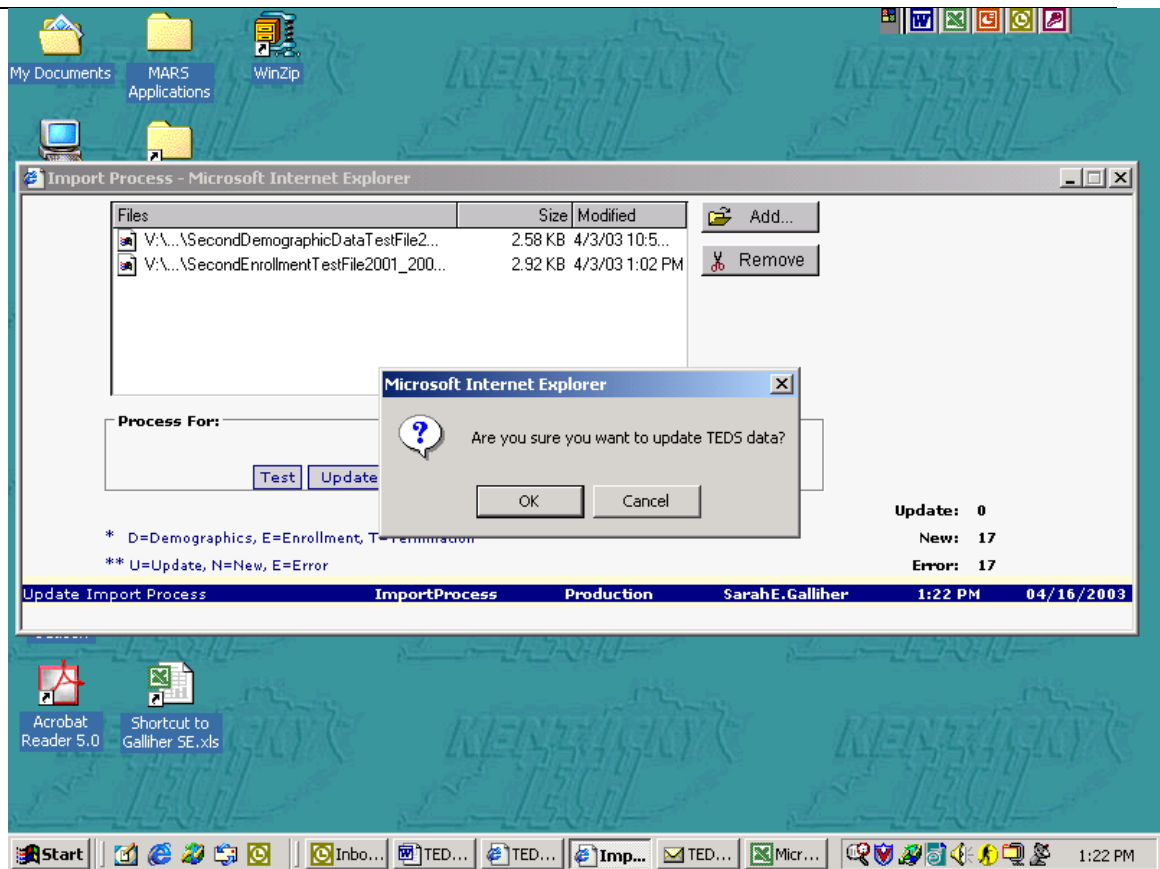 My Documents
MARS Applications
WinZip
KENTUCKY TECH
Import Process - Microsoft Internet Explorer
Files Size Modified
V:\...\SecondDemographicDataTestFile2... 2.58 KB 4/3/03 10:5...
V:\...\SecondEnrollmentTestFile2001_200... 2.92 KB 4/3/03 1:02 PM
Add...
Remove
Microsoft Internet Explorer
Are you sure you want to update TEDS data?
OK Cancel
Process For:
Test Update
Update: 0
* D=Demographics, E=Enrollment, T=Termination
New: 17
** U=Update, N=New, E=Error
Error: 17
Update Import Process ImportProcess Production SarahE.Galliher 1:22 PM 04/16/2003
Acrobat Reader 5.0
Shortcut to Galliher SE.xls
KENTUCKY TECH
Start Inbo... TED... TED... Imp... TED... Micr... 1:22 PM